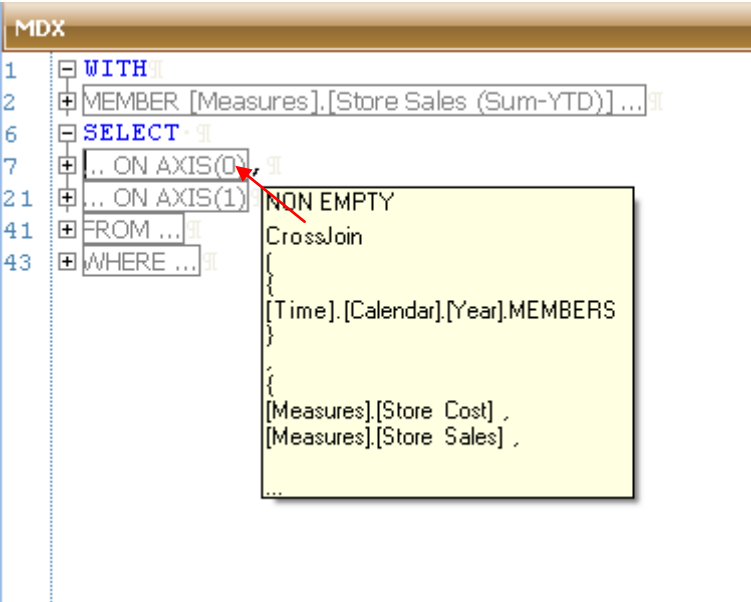 MDX
1 WITH¶
2 MEMBER [Measures].[Store Sales (Sum-YTD)] ...¶
6 SELECT·¶
7 ... ON AXIS(0) , ¶
21 ... ON AXIS(1)
41 FROM ...¶
43 WHERE ...¶
NON EMPTY
CrossJoin
(
{
[Time].[Calendar].[Year].MEMBERS
}
,
{
[Measures].[Store Cost] ,
[Measures].[Store Sales] ,
...